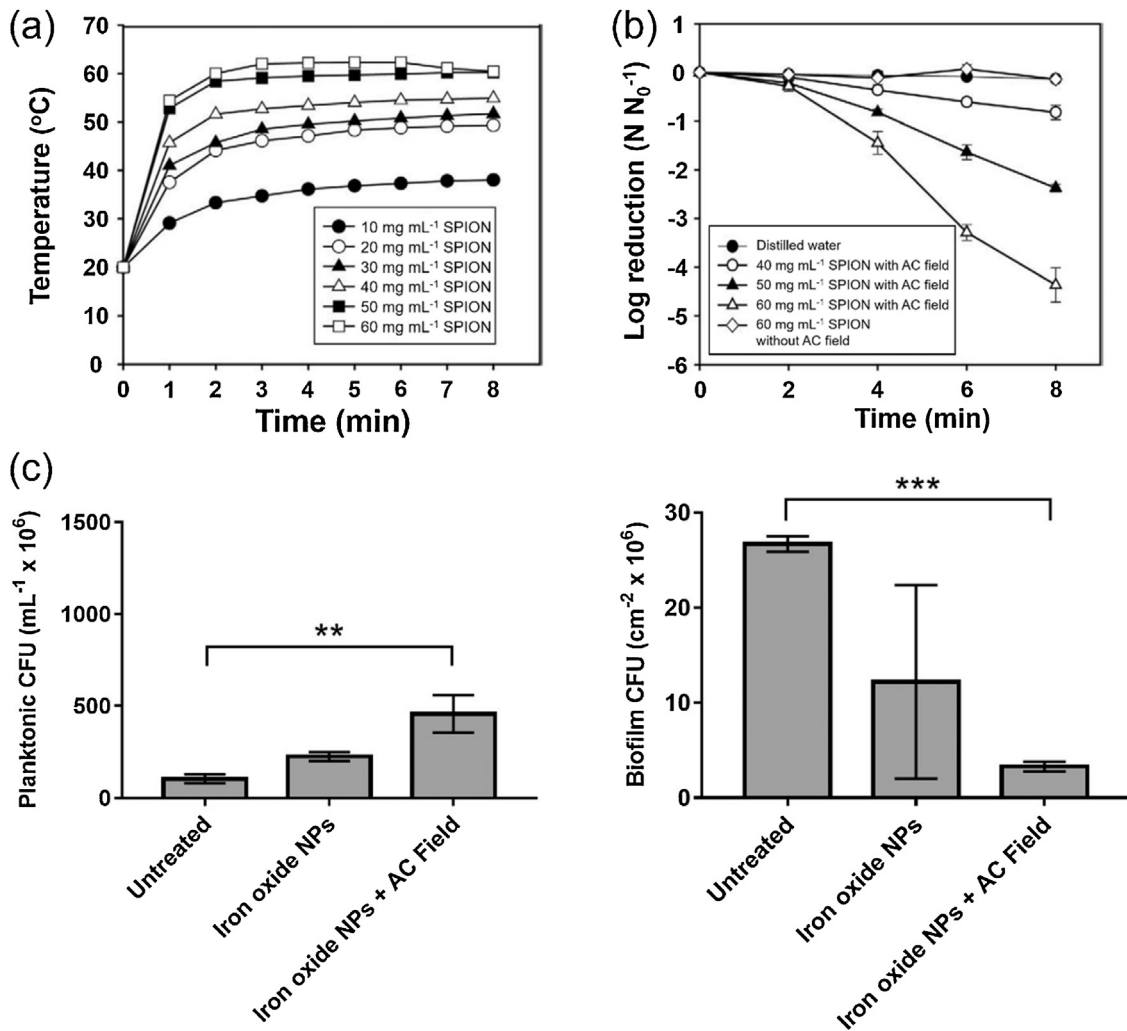 (a)
Temperature (oC)
70
60
50
40
30
20
10
0
10 mg mL-1 SPION
20 mg mL-1 SPION
30 mg mL-1 SPION
40 mg mL-1 SPION
50 mg mL-1 SPION
60 mg mL-1 SPION
0 1 2 3 4 5 6 7 8
Time (min)
(b)
Log reduction (N N0-1)
1
0
-1
-2
-3
-4
-5
-6
Distilled water
40 mg mL-1 SPION with AC field
50 mg mL-1 SPION with AC field
60 mg mL-1 SPION with AC field
60 mg mL-1 SPION
without AC field
0 2 4 6 8
Time (min)
(c)
Planktonic CFU (mL-1 x 106)
1500
1000
500
0
**
Untreated
Iron oxide NPs
Iron oxide NPs + AC Field
Biofilm CFU (cm-2 x 106)
30
20
10
0
***
Untreated
Iron oxide NPs
Iron oxide NPs + AC Field